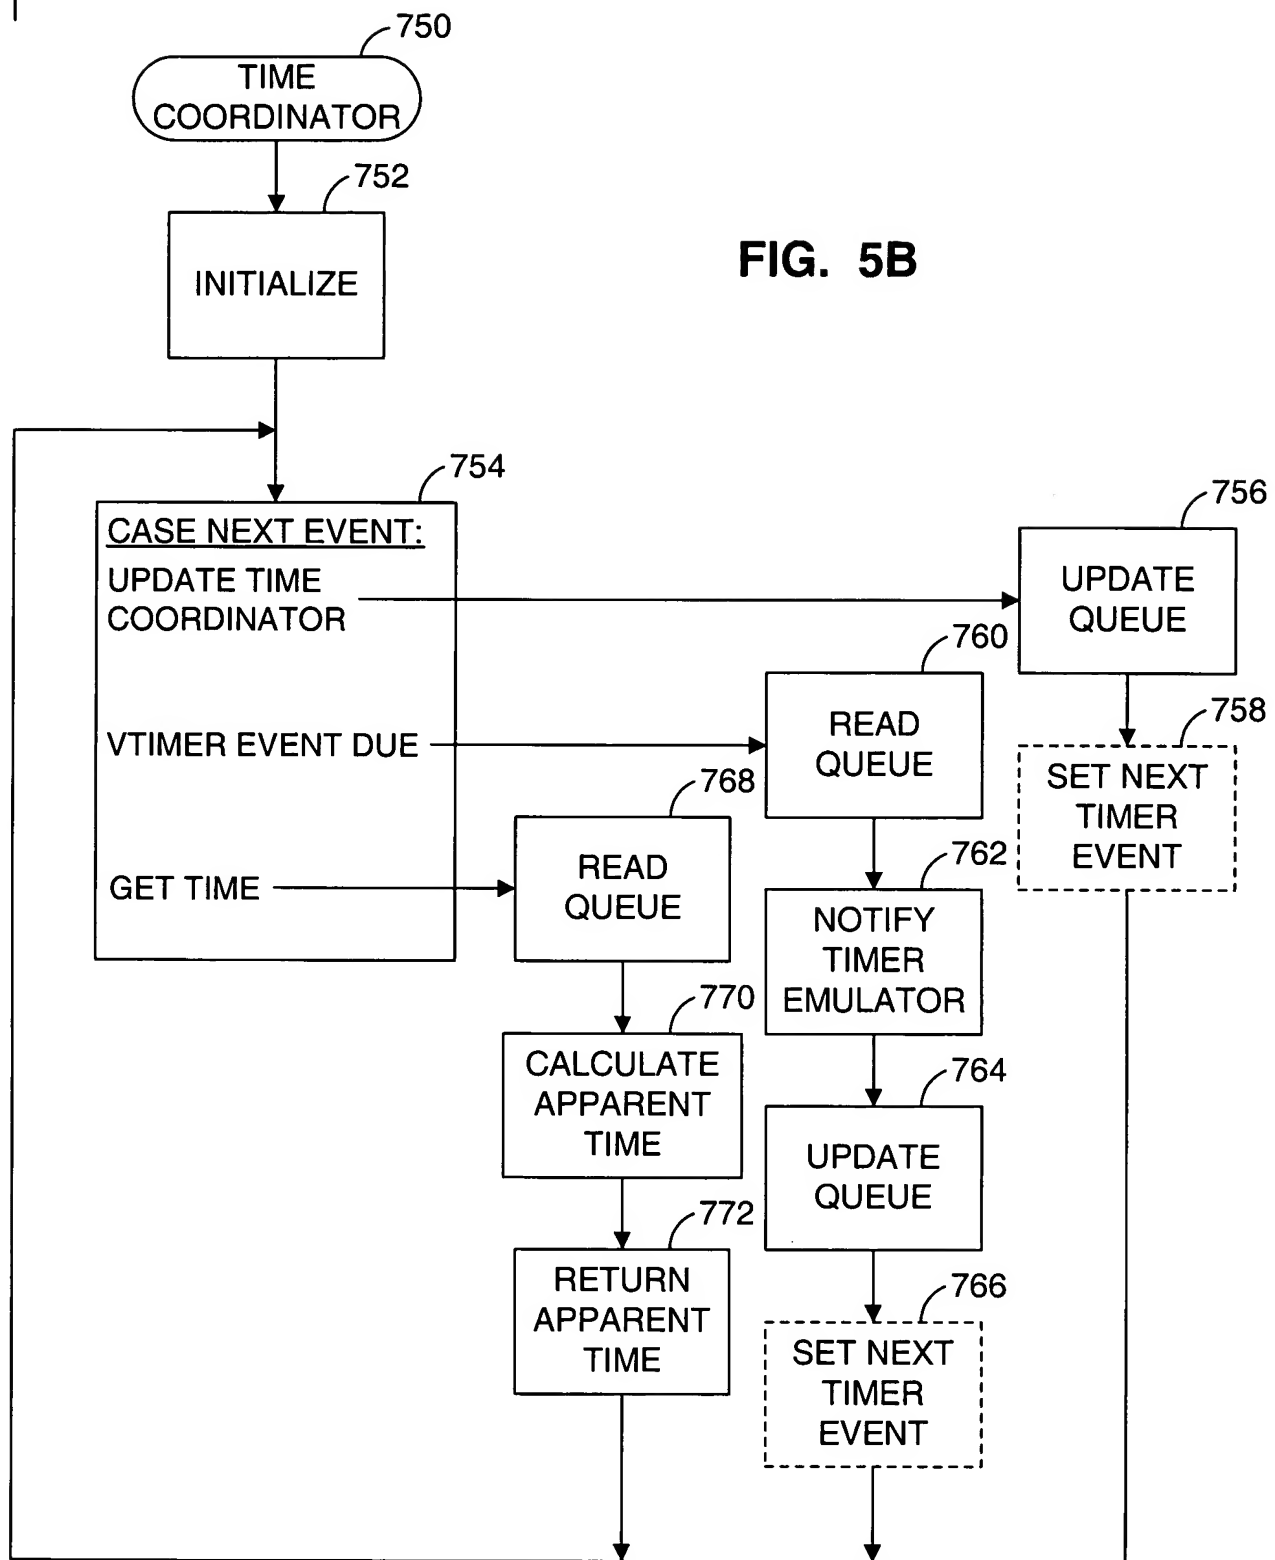 750
TIME
COORDINATOR
752
INITIALIZE
FIG. 5B
754
CASE NEXT EVENT:
UPDATE TIME
COORDINATOR
VTIMER EVENT DUE
GET TIME
756
UPDATE
QUEUE
758
SET NEXT
TIMER
EVENT
760
READ
QUEUE
762
NOTIFY
TIMER
EMULATOR
764
UPDATE
QUEUE
766
SET NEXT
TIMER
EVENT
768
READ
QUEUE
770
CALCULATE
APPARENT
TIME
772
RETURN
APPARENT
TIME